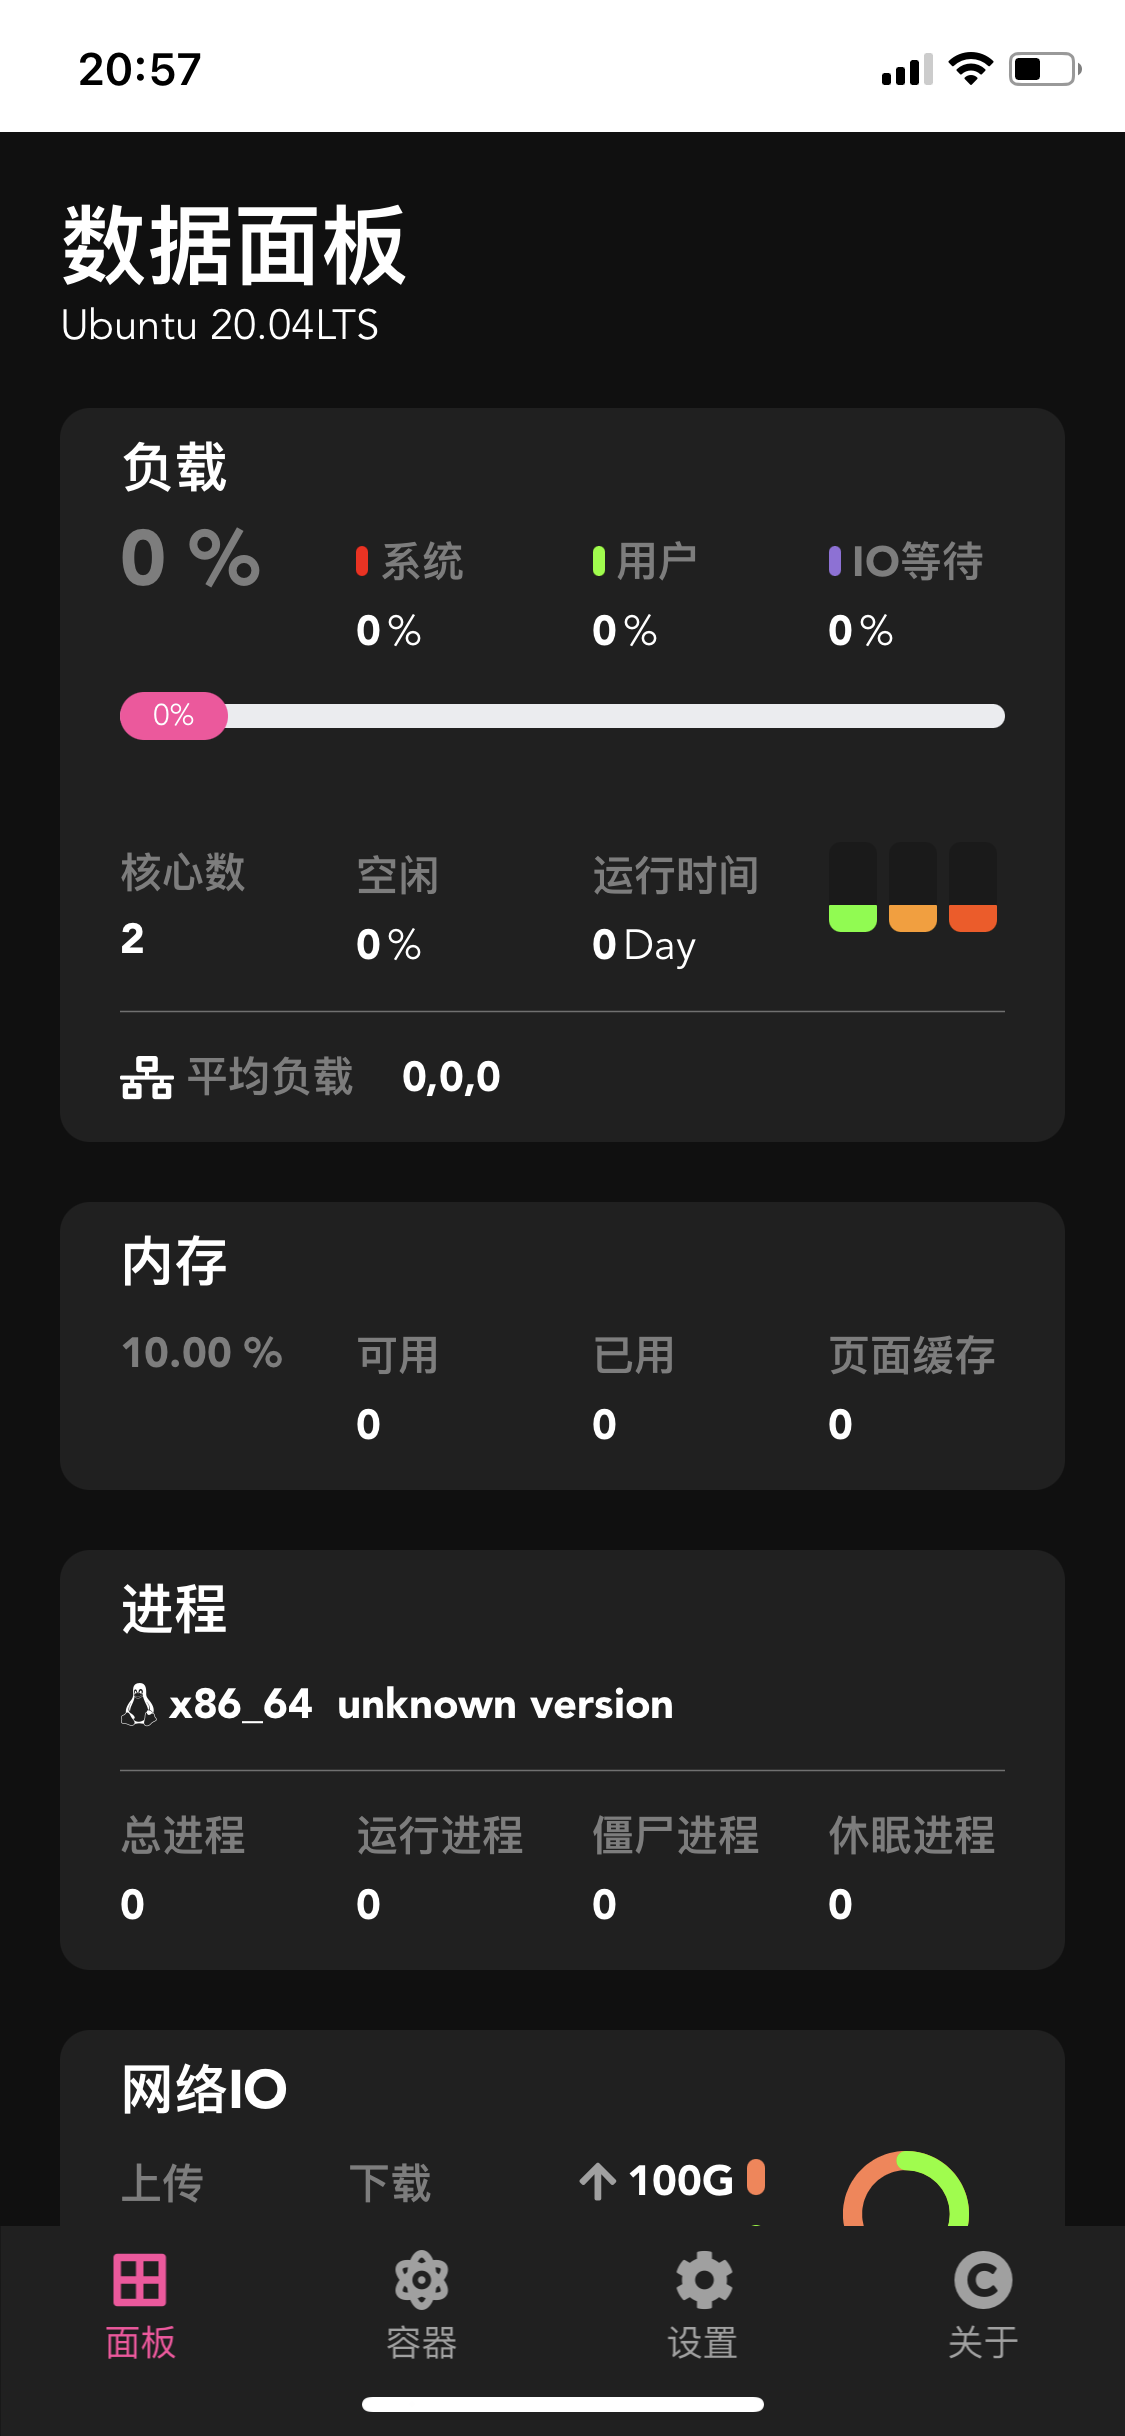 20:57
数据面板
Ubuntu 20.04LTS
负载
0 % 系统 用户 IO等待
0 % 0 % 0 %
0%
核心数 空闲 运行时间
2 0 % 0 Day
平均负载 0,0,0
内存
10.00 % 可用 已用 页面缓存
0 0 0
进程
x86_64 unknown version
总进程 运行进程 僵尸进程 休眠进程
0 0 0 0
网络IO
上传 下载 100G
面板 容器 设置 关于